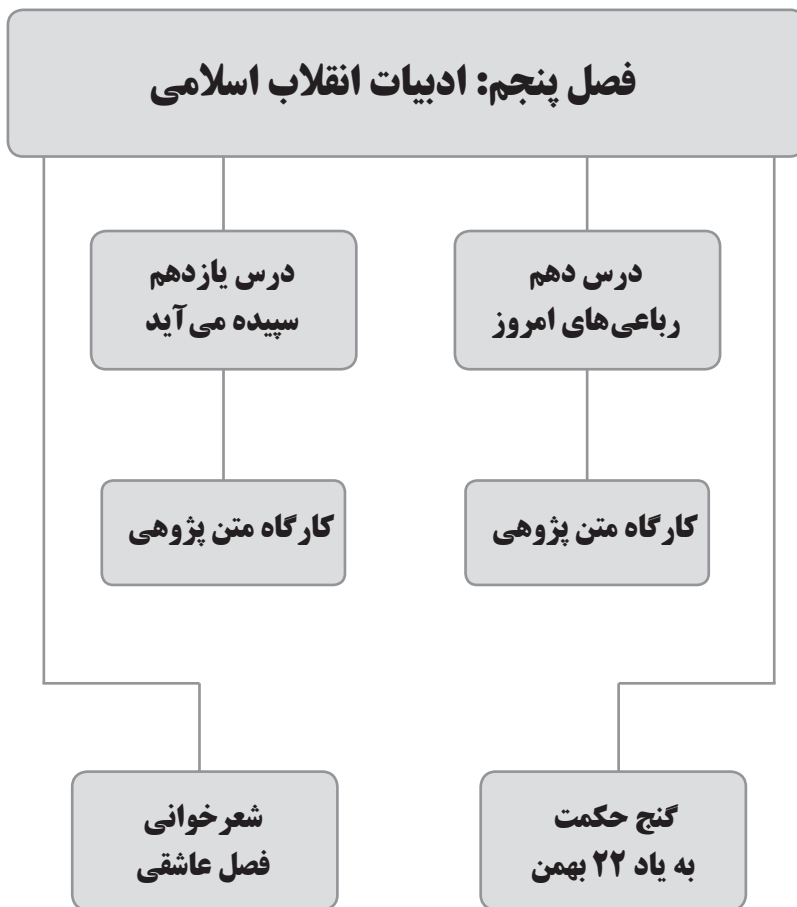 فصل پنجم: ادبیات انقلاب اسلامی
درس دهم
رباعی‌های امروز
درس یازدهم
سپیده می‌آید
کارگاه متن پژوهی
کارگاه متن پژوهی
گنج حکمت
به یاد ۲۲ بهمن
شعرخوانی
فصل عاشقی